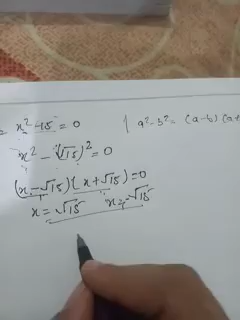 = x² - 15 = 0
a² - b² = (a-b)(a+
x² - (√15)² = 0
(x - √15)(x + √15) = 0
x = √15 x = -√15